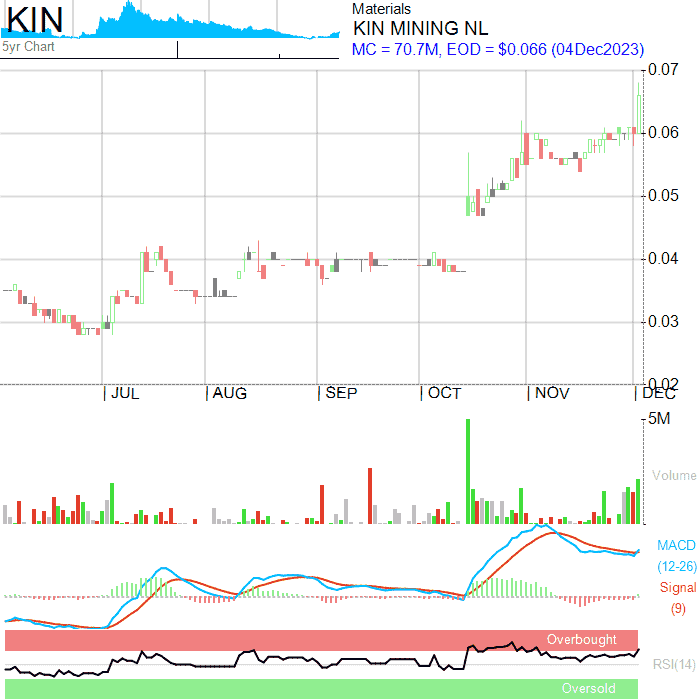 KIN
Materials
KIN MINING NL
5yr Chart
MC = 70.7M, EOD = $0.066 (04Dec2023)
0.07
0.06
0.05
0.04
0.03
0.02
JUL AUG SEP OCT NOV DEC
5M
Volume
MACD
(12-26)
Signal
(9)
Overbought
RSI(14)
Oversold